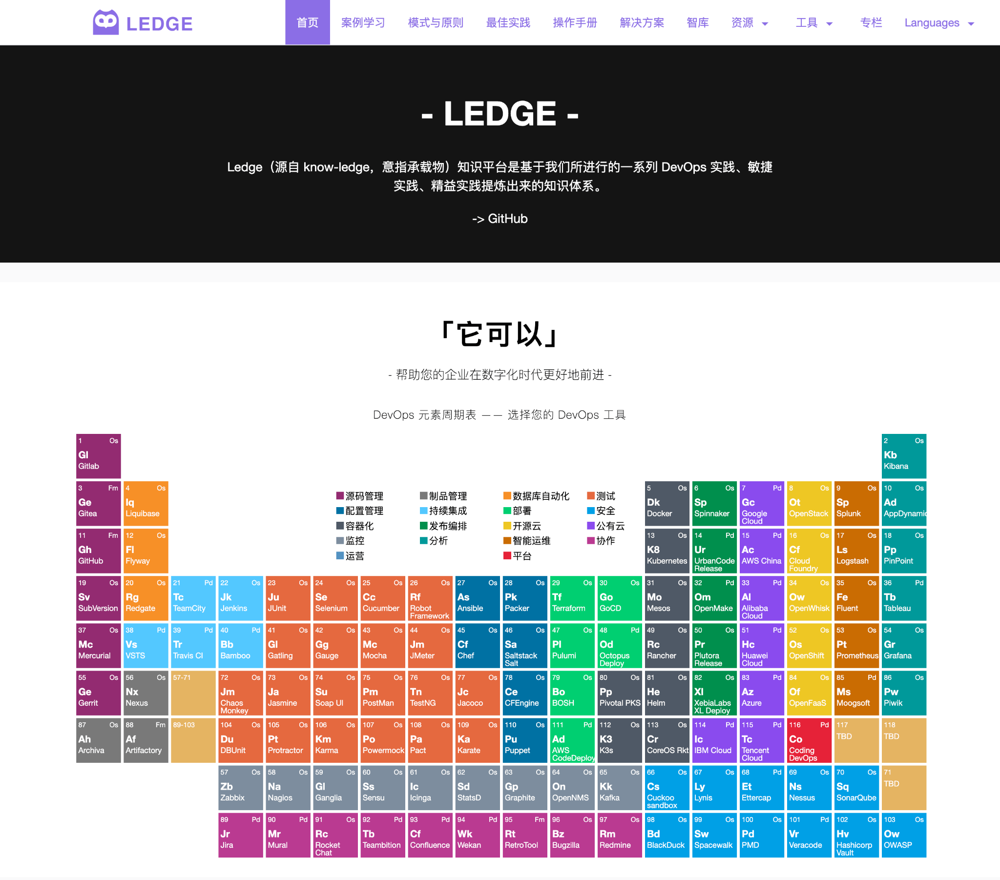 LEDGE
首页 案例学习 模式与原则 最佳实践 操作手册 解决方案 智库 资源 工具 专栏 Languages
- LEDGE -
Ledge（源自 know-ledge，意指承载物）知识平台是基于我们所进行的一系列 DevOps 实践、敏捷
实践、精益实践提炼出来的知识体系。
-> GitHub
「它可以」
- 帮助您的企业在数字化时代更好地前进 -
DevOps 元素周期表 —— 选择您的 DevOps 工具
1 Os Gl Gitlab
2 Os Kb Kibana
源码管理 制品管理 数据库自动化 测试
配置管理 持续集成 部署 安全
容器化 发布编排 开源云 公有云
监控 分析 智能运维 协作
运营 平台
3 Fm Ge Gitea
4 Os Iq Liquibase
5 Os Dk Docker
6 Os Sp Spinnaker
7 Pd Gc Google Cloud
8 Os Ot OpenStack
9 Os Sp Splunk
10 Os Ad AppDynamic
11 Fm Gh GitHub
12 Os Fl Flyway
13 Os K8 Kubernetes
14 Pd Ur UrbanCode Release
15 Pd Ac AWS China
16 Os Cf Cloud Foundry
17 Os Ls Logstash
18 Os Pp PinPoint
19 Os Sv SubVersion
20 Os Rg Redgate
21 Pd Tc TeamCity
22 Os Jk Jenkins
23 Os Ju JUnit
24 Os Se Selenium
25 Os Cc Cucumber
26 Os Rf Robot Framework
27 Os As Ansible
28 Os Pk Packer
29 Os Tf Terraform
30 Os Go GoCD
31 Os Mo Mesos
32 Pd Om OpenMake
33 Pd Al Alibaba Cloud
34 Os Ow OpenWhisk
35 Os Fe Fluent
36 Pd Tb Tableau
37 Os Mc Mercurial
38 Pd Vs VSTS
39 Pd Tr Travis CI
40 Pd Bb Bamboo
41 Os Gl Gatling
42 Os Gg Gauge
43 Os Mc Mocha
44 Os Jm JMeter
45 Os Cf Chef
46 Os Sa Saltstack Salt
47 Os Pl Pulumi
48 Pd Od Octopus Deploy
49 Os Rc Rancher
50 Os Pr Plutora Release
51 Pd Hc Huawei Cloud
52 Os Os OpenShift
53 Os Pt Prometheus
54 Os Gr Grafana
55 Os Ge Gerrit
56 Os Nx Nexus
57-71
72 Os Jm Chaos Monkey
73 Os Ja Jasmine
74 Os Su Soap UI
75 Os Pm PostMan
76 Os Tn TestNG
77 Os Jc Jacoco
78 Os Ce CFEngine
79 Os Bo BOSH
80 Os Pp Pivotal PKS
81 Os He Helm
82 Os Xl XebiaLabs XL Deploy
83 Pd Az Azure
84 Os Of OpenFaaS
85 Pd Ms Moogsoft
86 Os Pw Piwik
87 Os Ah Archiva
88 Fm Af Artifactory
89-103
104 Os Du DBUnit
105 Os Pt Protractor
106 Os Km Karma
107 Os Po Powermock
108 Os Pa Pact
109 Os Ka Karate
110 Os Pu Puppet
111 Pd Ad AWS CodeDeploy
112 Os K3 K3s
113 Os Cr CoreOS Rkt
114 Pd Ic IBM Cloud
115 Pd Tc Tencent Cloud
116 Pd Co Coding DevOps
117 TBD
118 TBD
57 Os Zb Zabbix
58 Os Na Nagios
59 Os Gl Ganglia
60 Os Ss Sensu
61 Os Ic Icinga
62 Os Sd StatsD
63 Os Gp Graphite
64 Os On OpenNMS
65 Os Kk Kafka
66 Os Cs Cuckoo sandbox
67 Os Ly Lynis
68 Pd Et Ettercap
69 Os Ns Nessus
70 Os Sq SonarQube
71 TBD
89 Pd Jr Jira
90 Pd Mr Mural
91 Os Rc Rocket Chat
92 Pd Tb Teambition
93 Pd Cf Confluence
94 Pd Wk Wekan
95 Fm Rt RetroTool
96 Os Bz Bugzilla
97 Os Rm Redmine
98 Os Bd BlackDuck
99 Os Sw Spacewalk
100 Os Pd PMD
101 Pd Vr Veracode
102 Os Hv Hashicorp Vault
103 Os Ow OWASP